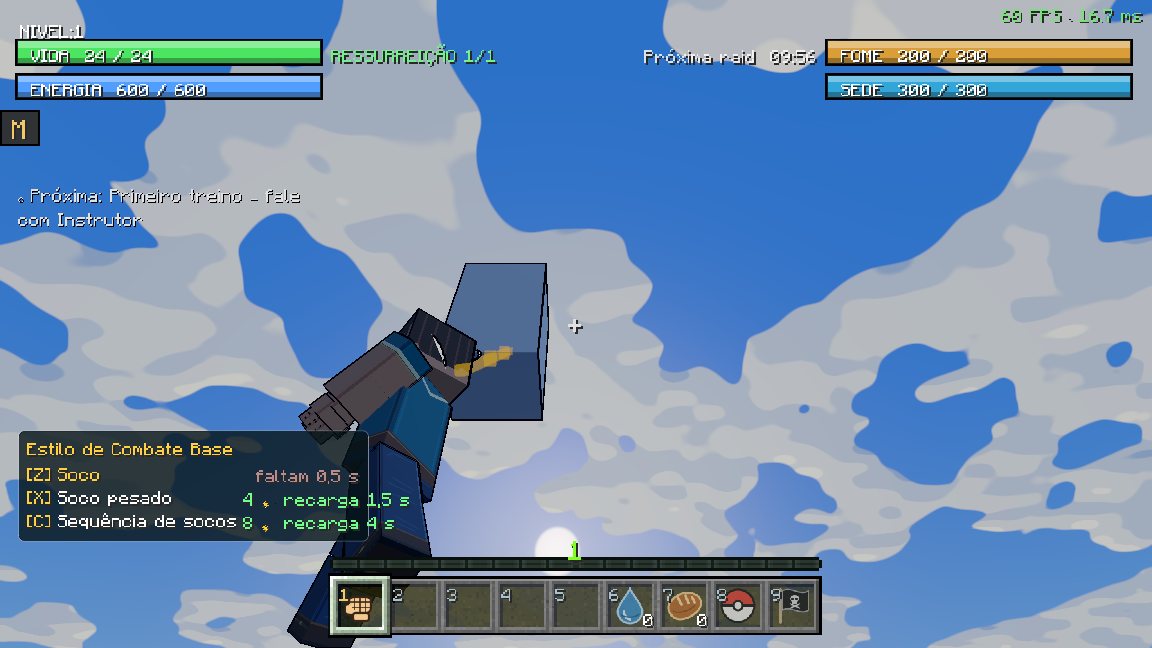 60 FPS · 16.7 ms
NIVEL:1
VIDA 24 / 24
RESSURREIÇÃO 1/1
Próxima raid 09:56
FOME 200 / 200
ENERGIA 600 / 600
SEDE 300 / 300
M
Próxima: Primeiro treino – fale
com Instrutor
Estilo de Combate Base
[Z] Soco faltam 0,5 s
[X] Soco pesado 4 recarga 1,5 s
[C] Sequência de socos 8 recarga 4 s
1
1 2 3 4 5 6 7 8 9
0 0